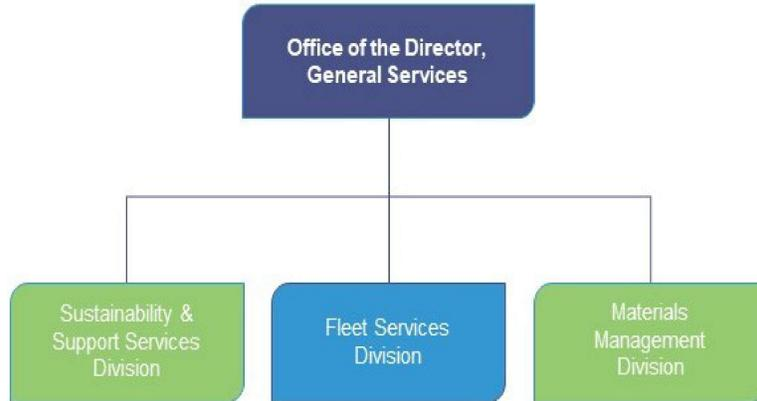 Office of the Director,
General Services
Sustainability &
Support Services
Division
Fleet Services
Division
Materials
Management
Division